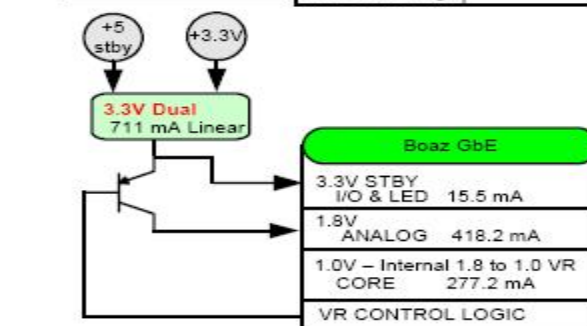 +5
stby
+3.3V
3.3V Dual
711 mA Linear
Boaz GbE
3.3V STBY
I/O & LED 15.5 mA
1.8V
ANALOG 418.2 mA
1.0V – Internal 1.8 to 1.0 VR
CORE 277.2 mA
VR CONTROL LOGIC